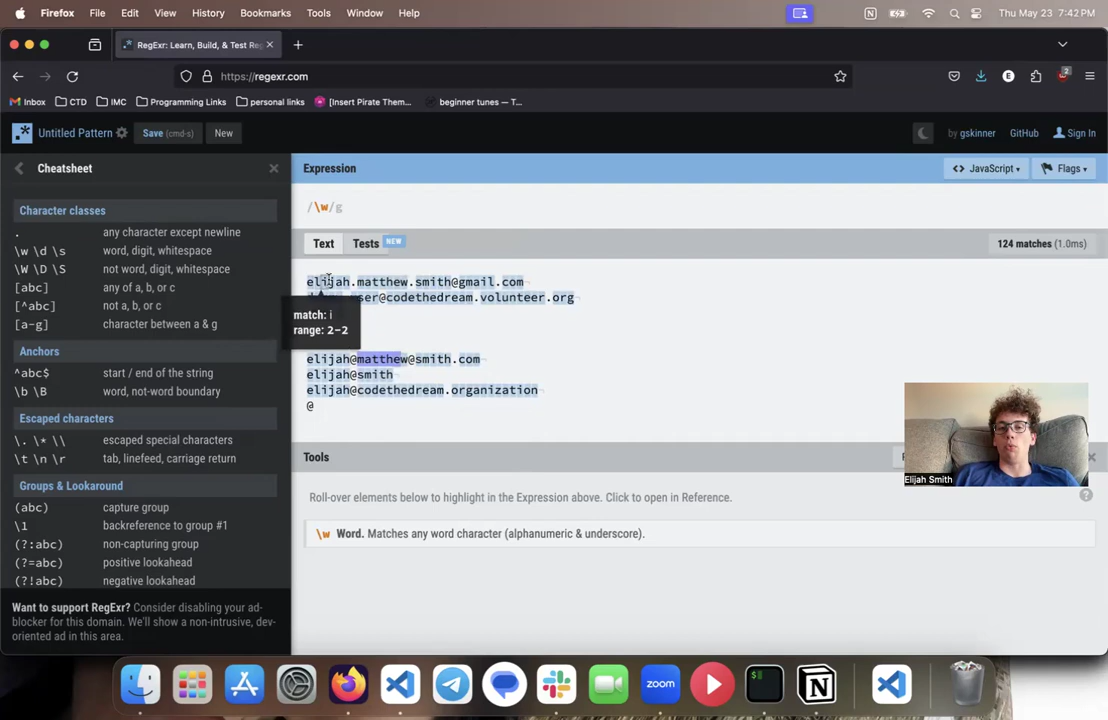 Firefox File Edit View History Bookmarks Tools Window Help Thu May 23 7:42 PM
RegExr: Learn, Build, & Test Reg
https://regexr.com
E
2
Inbox CTD IMC Programming Links personal links [Insert Pirate Them... beginner tunes — T...
Untitled Pattern Save (cmd-s) New by gskinner GitHub Sign In
Cheatsheet
Character classes
. any character except newline
\w \d \s word, digit, whitespace
\W \D \S not word, digit, whitespace
[abc] any of a, b, or c
[^abc] not a, b, or c
[a-g] character between a & g
Anchors
^abc$ start / end of the string
\b \B word, not-word boundary
Escaped characters
\. \* \\ escaped special characters
\t \n \r tab, linefeed, carriage return
Groups & Lookaround
(abc) capture group
\1 backreference to group #1
(?:abc) non-capturing group
(?=abc) positive lookahead
(?!abc) negative lookahead
Want to support RegExr? Consider disabling your ad-
blocker for this domain. We'll show a non-intrusive, dev-
oriented ad in this area.
Expression
<> JavaScript Flags
/\w/g
Text Tests NEW 124 matches (1.0ms)
elijah.matthew.smith@gmail.com
user@codethedream.volunteer.org
match: i
range: 2-2
elijah@matthew@smith.com
elijah@smith
elijah@codethedream.organization
@
Tools
Roll-over elements below to highlight in the Expression above. Click to open in Reference.
?
\w Word. Matches any word character (alphanumeric & underscore).
Elijah Smith
zoom
$
N